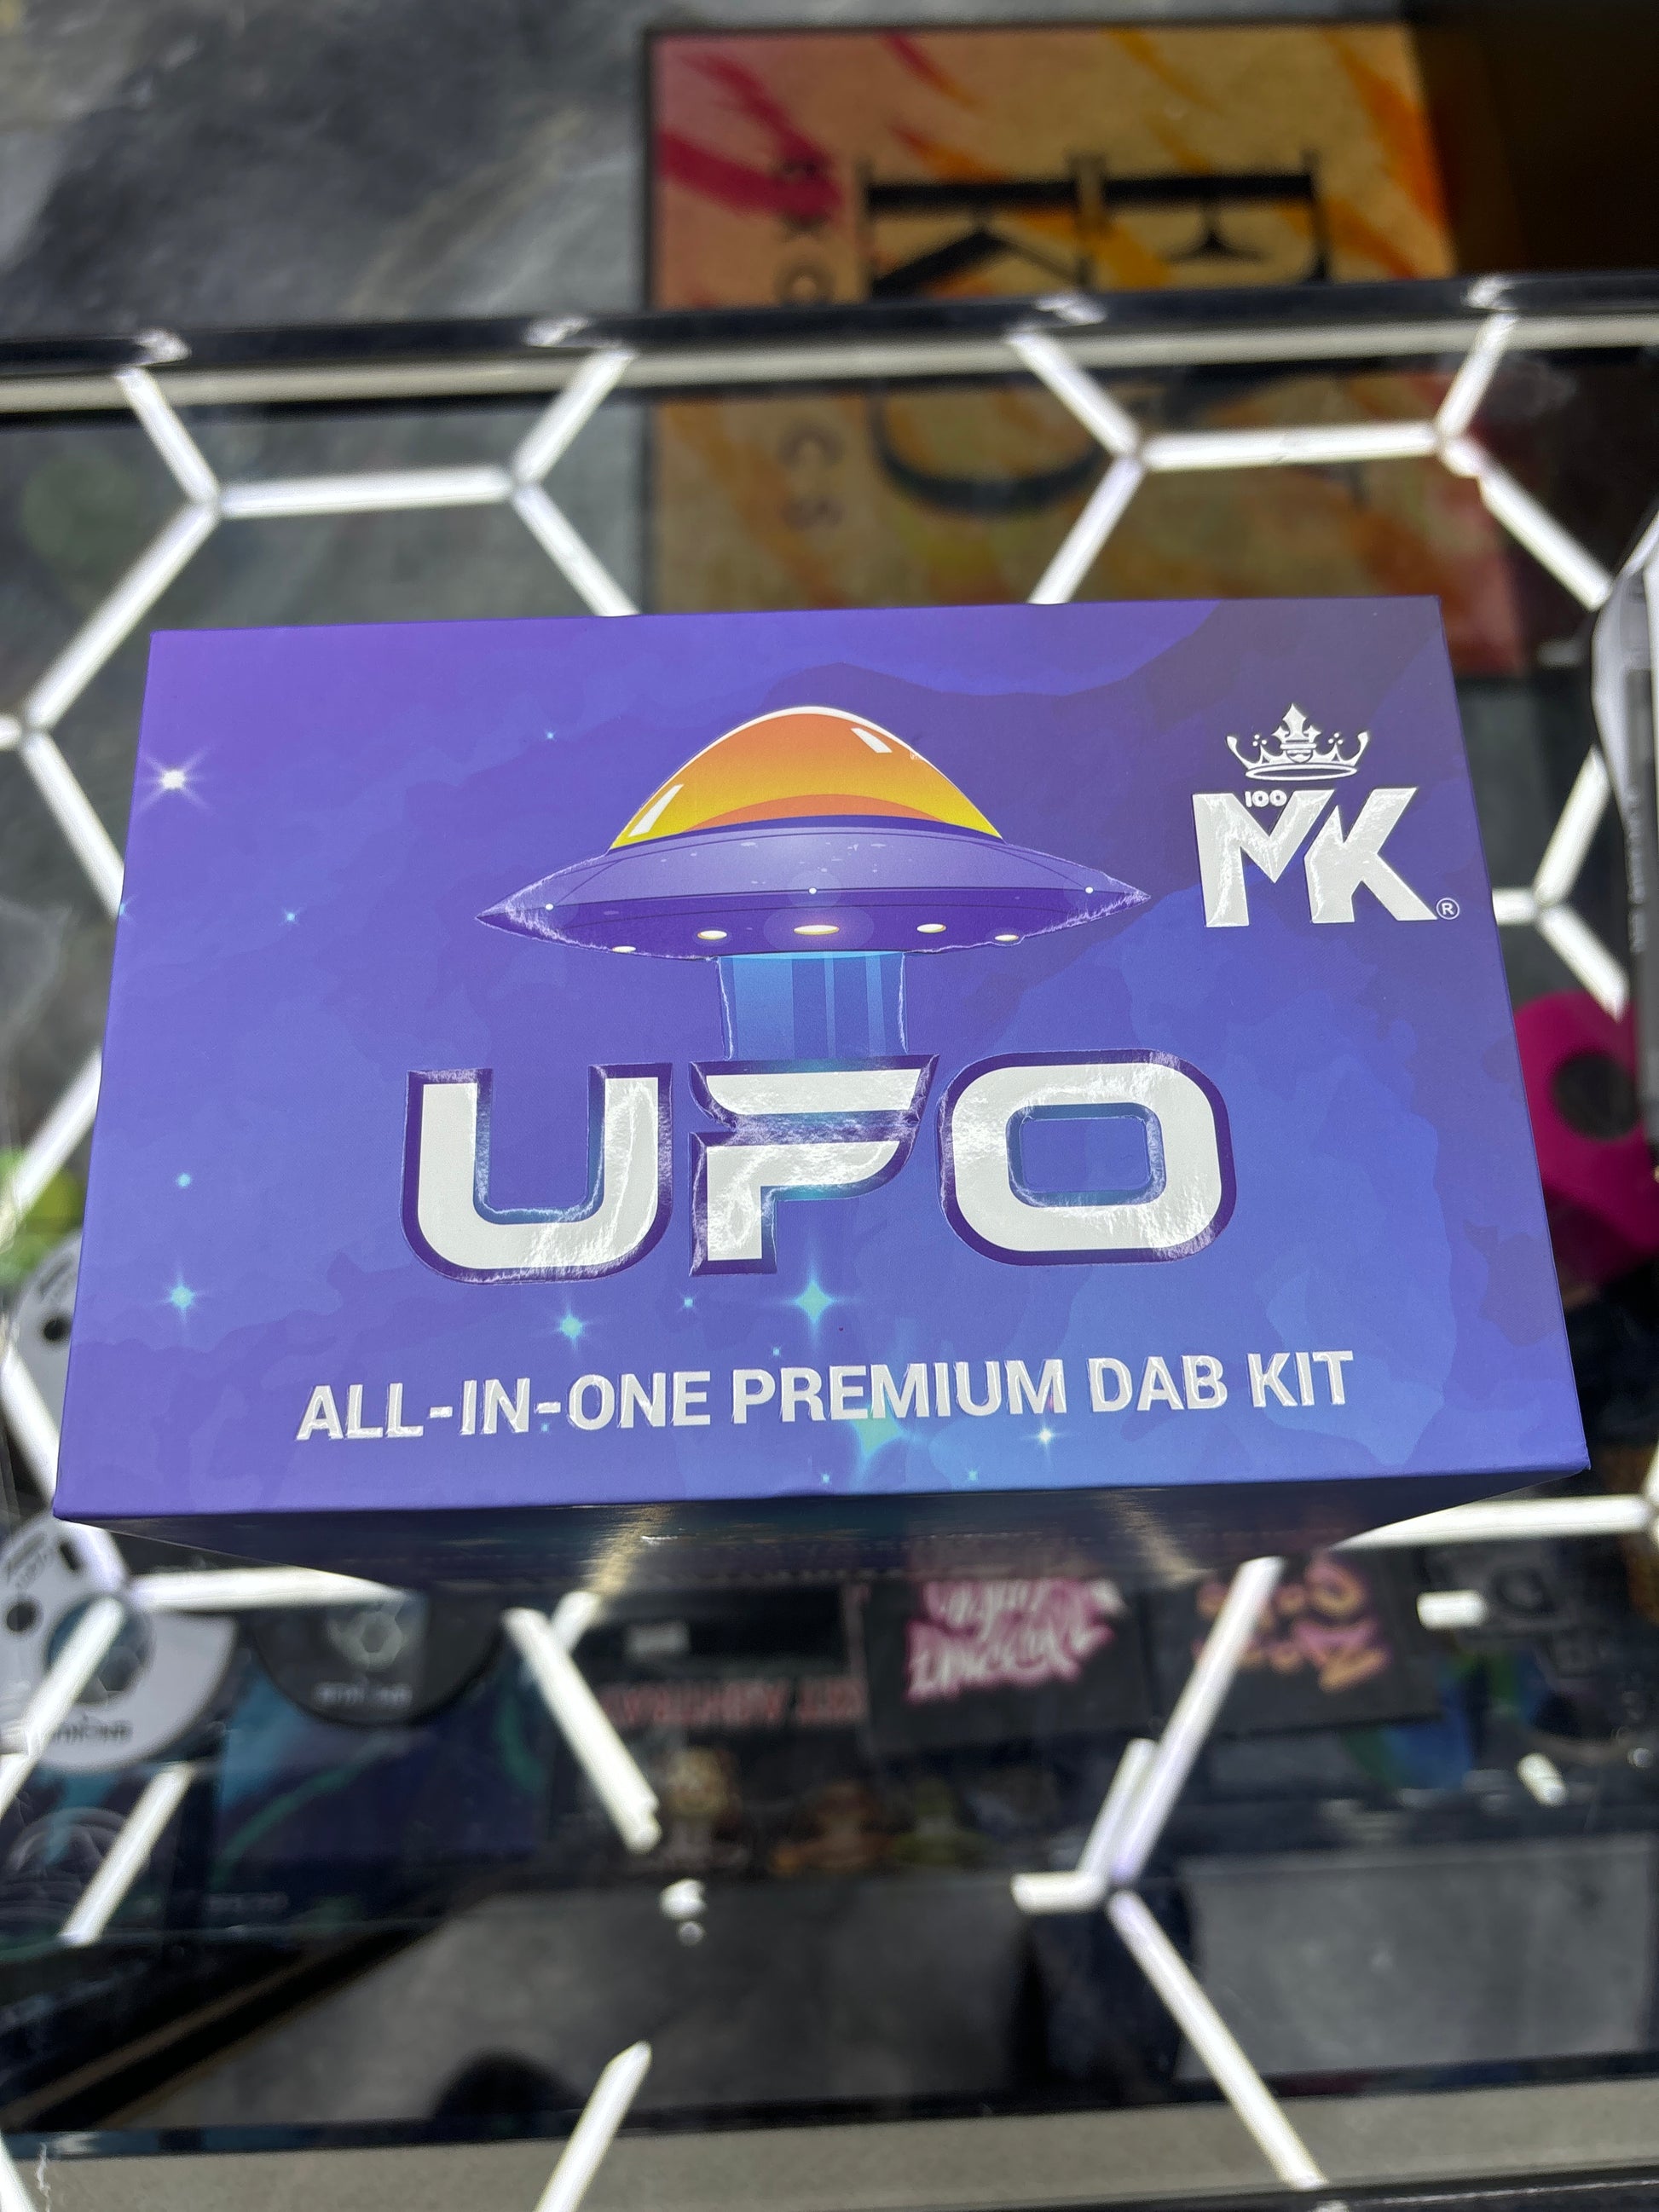 100
MK®
UFO
ALL-IN-ONE PREMIUM DAB KIT